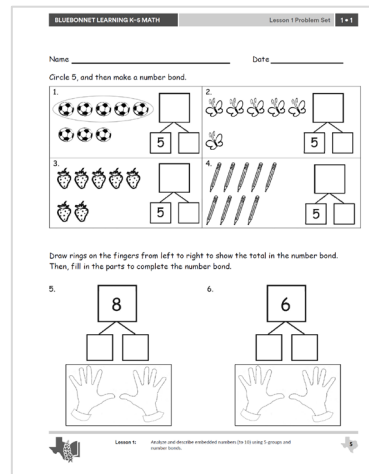 BLUEBONNET LEARNING K–5 MATH Lesson 1 Problem Set 1•1
Name Date
Circle 5, and then make a number bond.
1. 2.
5 5
3. 4.
5 5
Draw rings on the fingers from left to right to show the total in the number bond.
Then, fill in the parts to complete the number bond.
5. 6.
8 6
Lesson 1: Analyze and describe embedded numbers (to 10) using 5-groups and
number bonds.
5